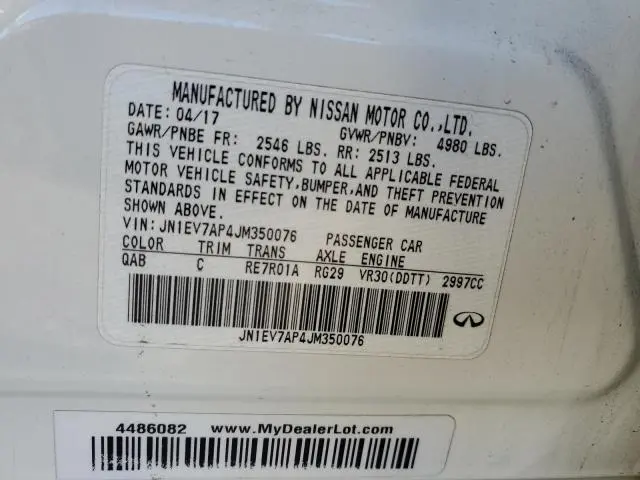 MANUFACTURED BY NISSAN MOTOR CO.,LTD.
DATE: 04/17 GVWR/PNBV: 4980 LBS.
GAWR/PNBE FR: 2546 LBS. RR: 2513 LBS.
THIS VEHICLE CONFORMS TO ALL APPLICABLE FEDERAL
MOTOR VEHICLE SAFETY,BUMPER,AND THEFT PREVENTION
STANDARDS IN EFFECT ON THE DATE OF MANUFACTURE
SHOWN ABOVE.
VIN:JN1EV7AP4JM350076 PASSENGER CAR
COLOR TRIM TRANS AXLE ENGINE
QAB C RE7R01A RG29 VR30(DDTT) 2997CC
JN1EV7AP4JM350076
4486082 www.MyDealerLot.com